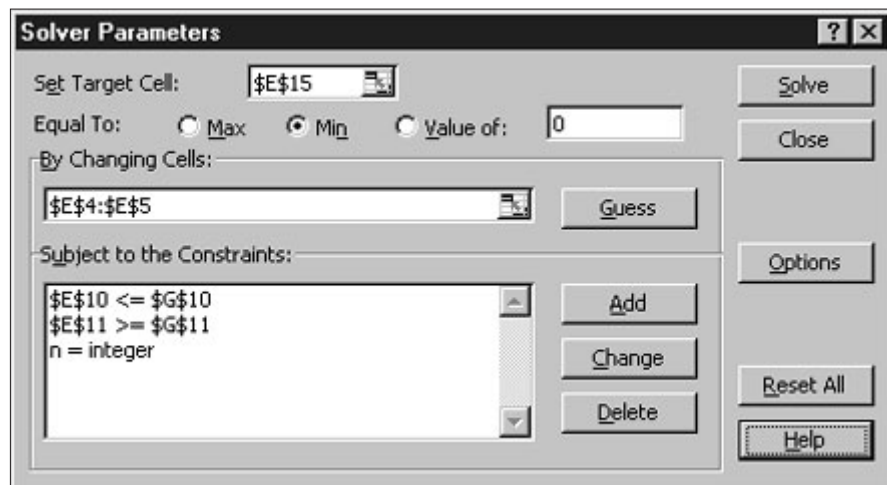 Solver Parameters ? X
Set Target Cell: $E$15 Solve
Equal To: Max Min Value of: 0
Close
By Changing Cells:
$E$4:$E$5 Guess
Subject to the Constraints: Options
$E$10 <= $G$10 Add
$E$11 >= $G$11
n = integer
Change
Reset All
Delete
Help